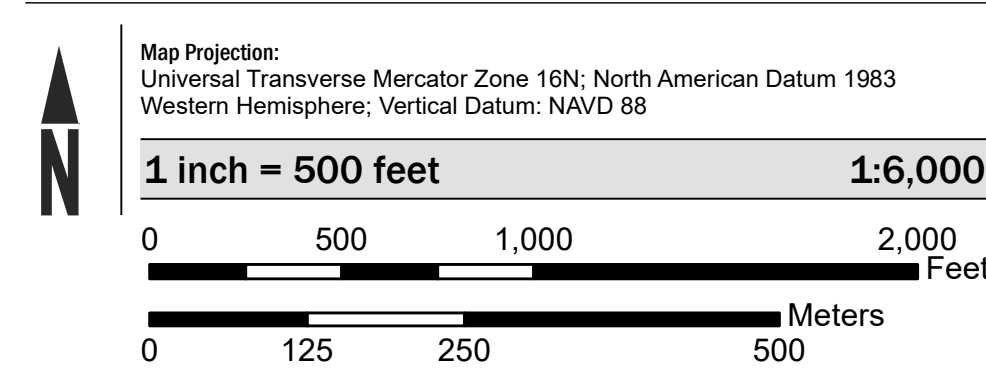 N
Map Projection:
Universal Transverse Mercator Zone 16N; North American Datum 1983
Western Hemisphere; Vertical Datum: NAVD 88
1 inch = 500 feet 1:6,000
0 500 1,000 2,000
Feet
Meters
0 125 250 500